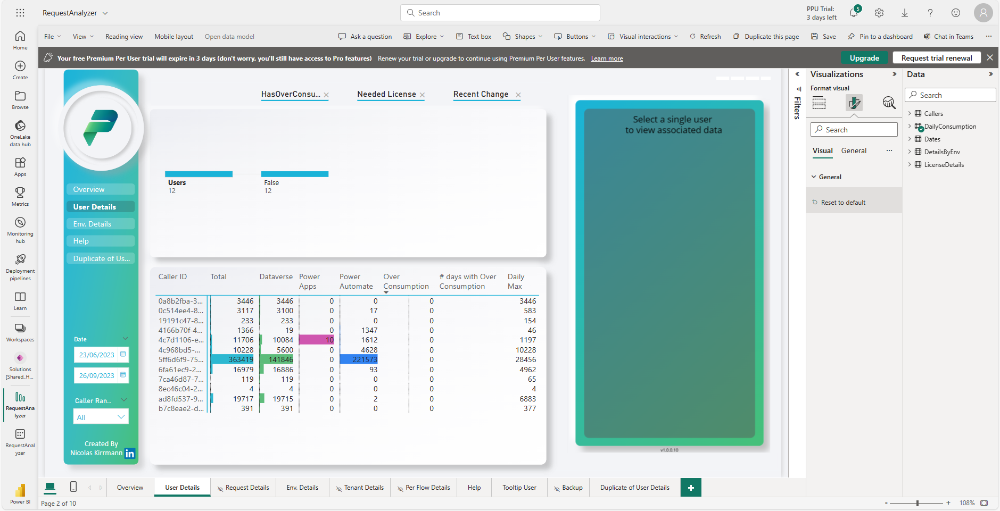 RequestAnalyzer
Search
PPU Trial:
3 days left
5
File
View
Reading view
Mobile layout
Open data model
Ask a question
Explore
Text box
Shapes
Buttons
Visual interactions
Refresh
Duplicate this page
Save
Pin to a dashboard
Chat in Teams
Your free Premium Per User trial will expire in 3 days (don't worry, you'll still have access to Pro features) Renew your trial or upgrade to continue using Premium Per User features. Learn more
Upgrade
Request trial renewal
Home
Create
Browse
OneLake
data hub
Apps
Metrics
Monitoring
hub
Deployment
pipelines
Learn
Workspaces
Solutions
[Shared_H...
RequestAna
lyzer
RequestAnal
yzer
Power BI
Overview
User Details
Env. Details
Help
Duplicate of Us...
Date
23/06/2023
26/09/2023
Caller Ran...
All
Created By
Nicolas Kirrmann
in
HasOverConsu...
Needed License
Recent Change
Users
12
False
12
Caller ID Total Dataverse Power Apps Power Automate Over Consumption # days with Over Consumption Daily Max
0a8b2fba-3... 3446 3446 0 0 0 3446
0c514ee4-8... 3117 3100 0 17 0 583
19191c47-8... 233 233 0 0 0 154
4166b70f-4... 1366 19 0 1347 0 46
4c7d1106-e... 11706 10084 10 1612 0 1197
4c968bd5-... 10228 5600 0 4628 0 10228
5ff6d6f9-75... 363419 141846 0 221573 0 28456
6fa61ec9-2... 16979 16886 0 93 0 4962
7ca46d87-7... 119 119 0 0 0 65
8ec46c04-2... 4 4 0 0 0 4
ad8fd537-9... 19717 19715 0 2 0 6883
b7c8eae2-d... 391 391 0 0 0 377
Select a single user
to view associated data
v1.0.0.10
Filters
Visualizations
Format visual
Search
Visual
General
General
Reset to default
Data
Search
Callers
DailyConsumption
Dates
DetailsByEnv
LicenseDetails
Overview
User Details
Request Details
Env. Details
Tenant Details
Per Flow Details
Help
Tooltip User
Backup
Duplicate of User Details
+
Page 2 of 10
- + 108%